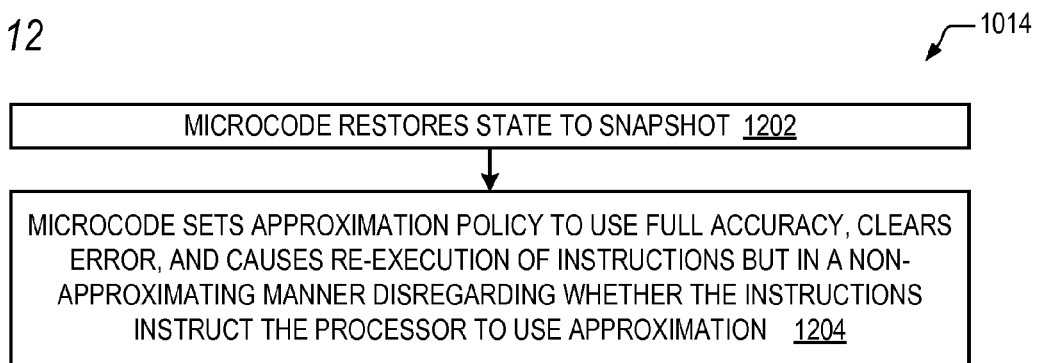 12
1014
MICROCODE RESTORES STATE TO SNAPSHOT 1202
MICROCODE SETS APPROXIMATION POLICY TO USE FULL ACCURACY, CLEARS
ERROR, AND CAUSES RE-EXECUTION OF INSTRUCTIONS BUT IN A NON-
APPROXIMATING MANNER DISREGARDING WHETHER THE INSTRUCTIONS
INSTRUCT THE PROCESSOR TO USE APPROXIMATION 1204